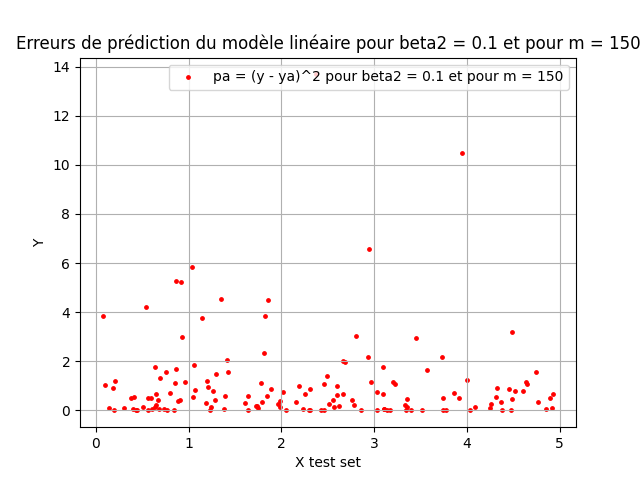 Erreurs de prédiction du modèle linéaire pour beta2 = 0.1 et pour m = 150
pa = (y - ya)^2 pour beta2 = 0.1 et pour m = 150
14
12
10
8
6
4
2
0
Y
0 1 2 3 4 5
X test set